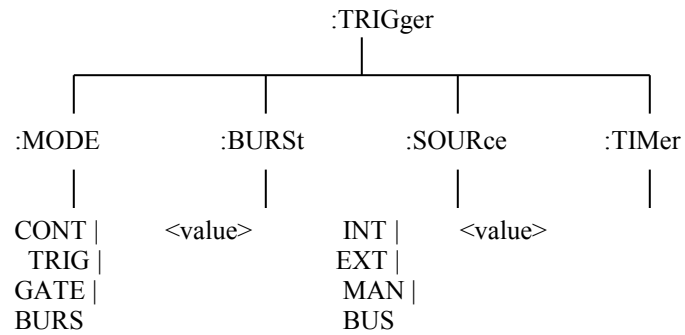 :TRIGger
:MODE :BURSt :SOURce :TIMer
CONT | <value> INT | <value>
TRIG | EXT |
GATE | MAN |
BURS BUS